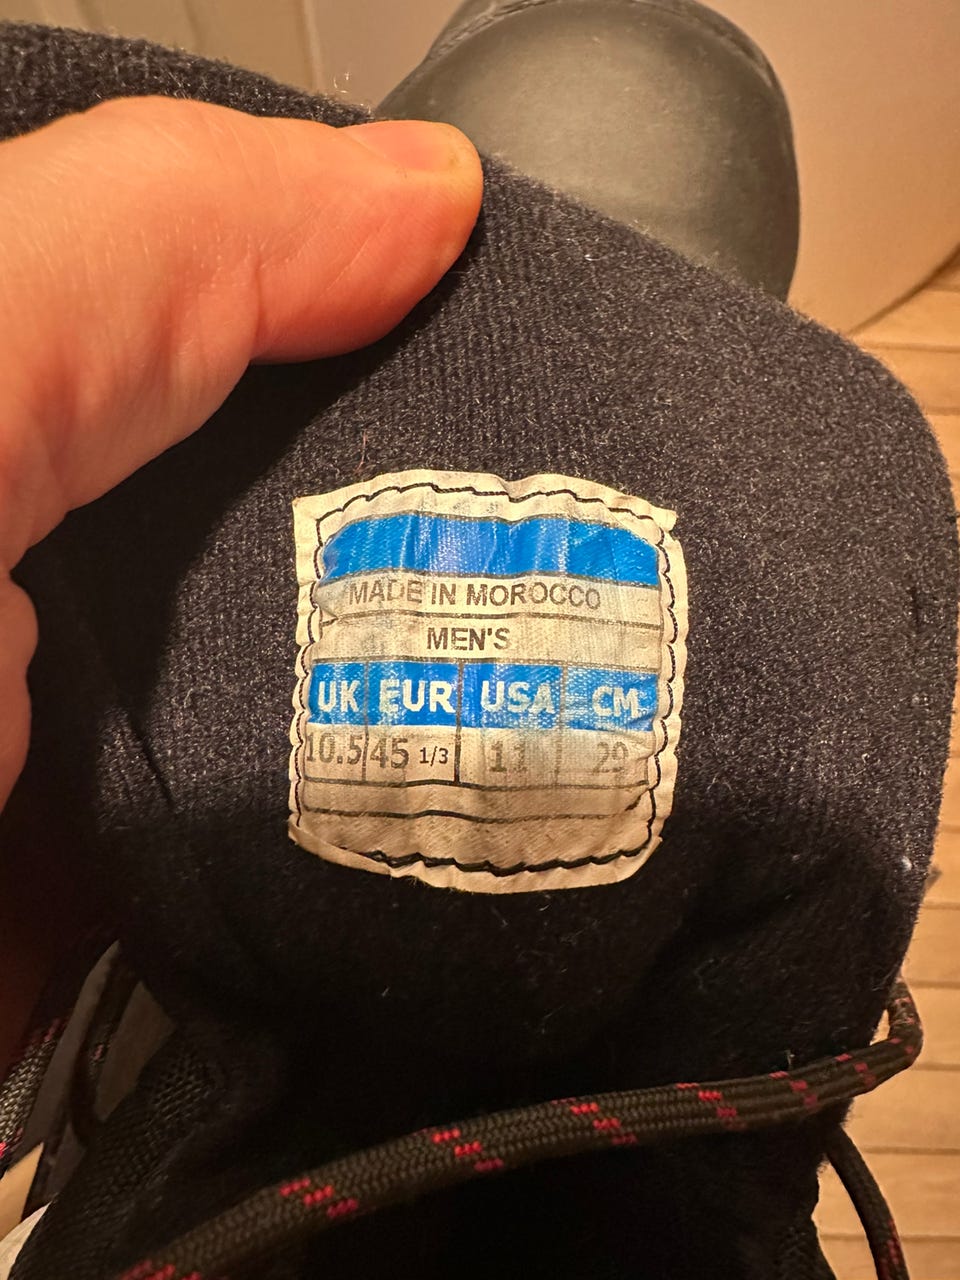 MADE IN MOROCCO
MEN'S
UK EUR USA CM
10.5 45 1/3 11 29